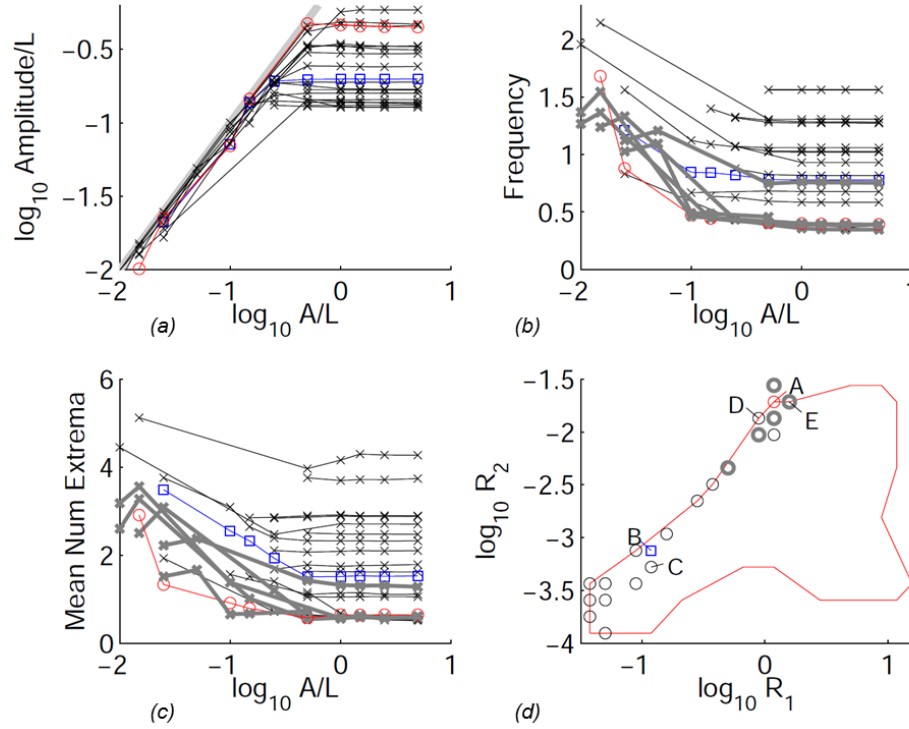 log10 Amplitude/L
-0.5
-1
-1.5
-2
-2 -1 0 1
log10 A/L
(a)
Frequency
2
1.5
1
0.5
0
-2 -1 0 1
log10 A/L
(b)
Mean Num Extrema
6
4
2
0
-2 -1 0 1
log10 A/L
(c)
log10 R2
-1.5
-2
-2.5
-3
-3.5
-4
D
A
E
B
C
-1 0 1
log10 R1
(d)